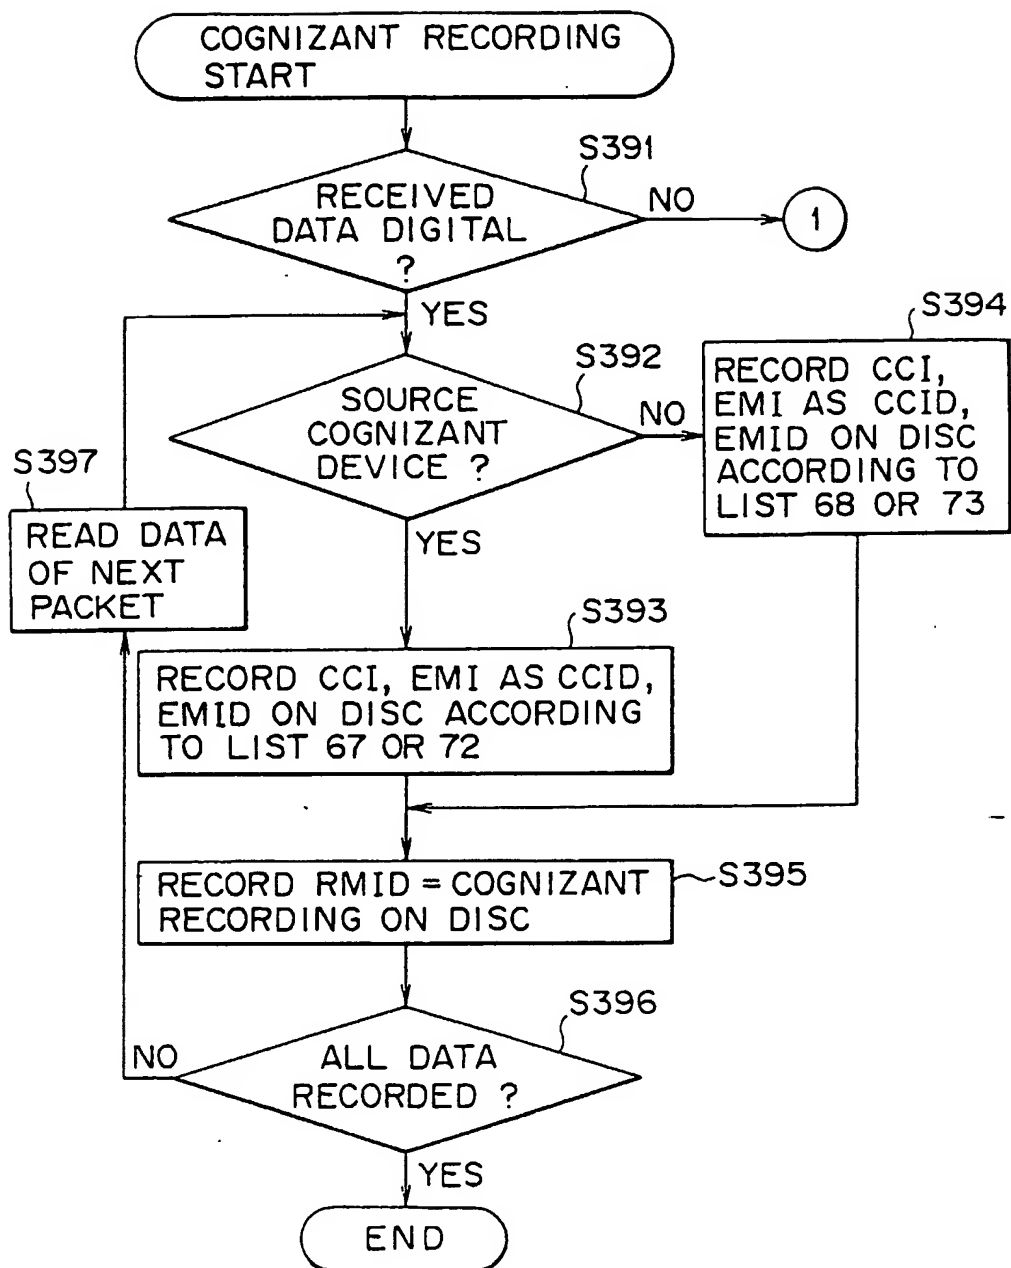 COGNIZANT RECORDING
START
S391
RECEIVED
DATA DIGITAL
?
NO
1
YES
S392
SOURCE
COGNIZANT
DEVICE ?
NO
S394
RECORD CCI,
EMI AS CCID,
EMID ON DISC
ACCORDING TO
LIST 68 OR 73
S397
READ DATA
OF NEXT
PACKET
YES
S393
RECORD CCI, EMI AS CCID,
EMID ON DISC ACCORDING
TO LIST 67 OR 72
RECORD RMID = COGNIZANT
RECORDING ON DISC
S395
S396
ALL DATA
RECORDED ?
NO
YES
END